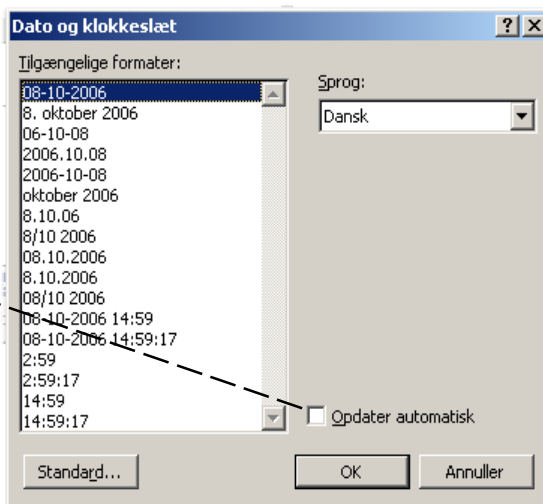 Dato og klokkeslæt
Tilgængelige formater:
08-10-2006
8. oktober 2006
06-10-08
2006.10.08
2006-10-08
oktober 2006
8.10.06
8/10 2006
08.10.2006
8.10.2006
08/10 2006
08-10-2006 14:59
08-10-2006 14:59:17
2:59
2:59:17
14:59
14:59:17
Sprog:
Dansk
Opdater automatisk
Standard...
OK
Annuller